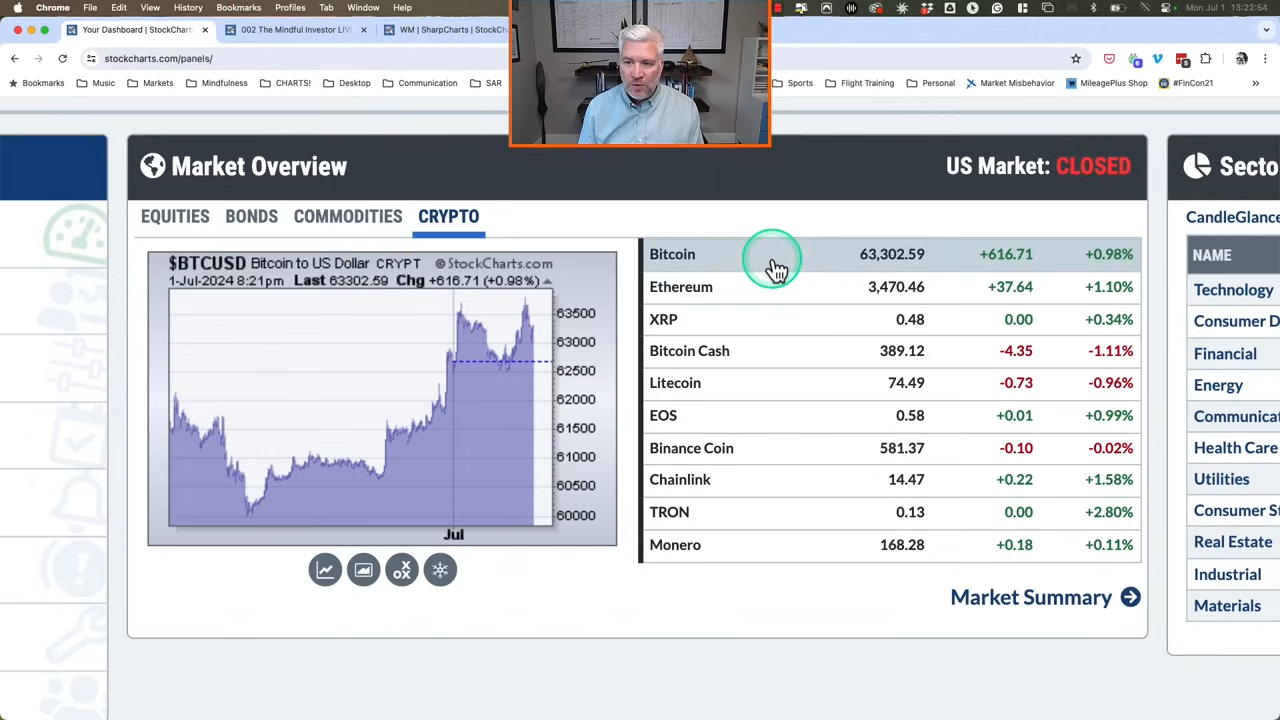 Chrome File Edit View History Bookmarks Profiles Tab Window Help Mon Jul 1 13:22:54
Your Dashboard | StockChart × 002 The Mindful Investor LIVE × WM | SharpCharts | StockCh
stockcharts.com/panels/
Bookmarks Music Markets Mindfulness CHARTS! Desktop Communication SAR Sports Flight Training Personal Market Misbehavior MileagePlus Shop #FinCon21 »
Market Overview US Market: CLOSED Secto
EQUITIES BONDS COMMODITIES CRYPTO CandleGlance
$BTCUSD Bitcoin to US Dollar CRYPT © StockCharts.com
1-Jul-2024 8:21pm Last 63302.59 Chg +616.71 (+0.98%)
63500
63000
62500
62000
61500
61000
60500
60000
Jul
Bitcoin 63,302.59 +616.71 +0.98%
Ethereum 3,470.46 +37.64 +1.10%
XRP 0.48 0.00 +0.34%
Bitcoin Cash 389.12 -4.35 -1.11%
Litecoin 74.49 -0.73 -0.96%
EOS 0.58 +0.01 +0.99%
Binance Coin 581.37 -0.10 -0.02%
Chainlink 14.47 +0.22 +1.58%
TRON 0.13 0.00 +2.80%
Monero 168.28 +0.18 +0.11%
Market Summary
NAME
Technology
Consumer D
Financial
Energy
Communicat
Health Care
Utilities
Consumer St
Real Estate
Industrial
Materials